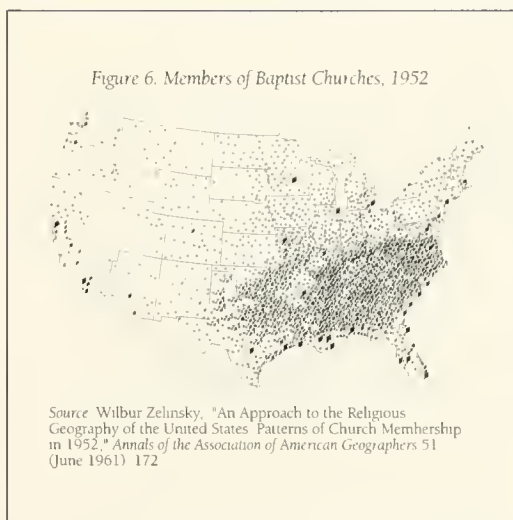 Figure 6. Members of Baptist Churches, 1952
Source Wilbur Zelinsky, "An Approach to the Religious
Geography of the United States Patterns of Church Membership
in 1952," Annals of the Association of American Geographers 51
(June 1961) 172